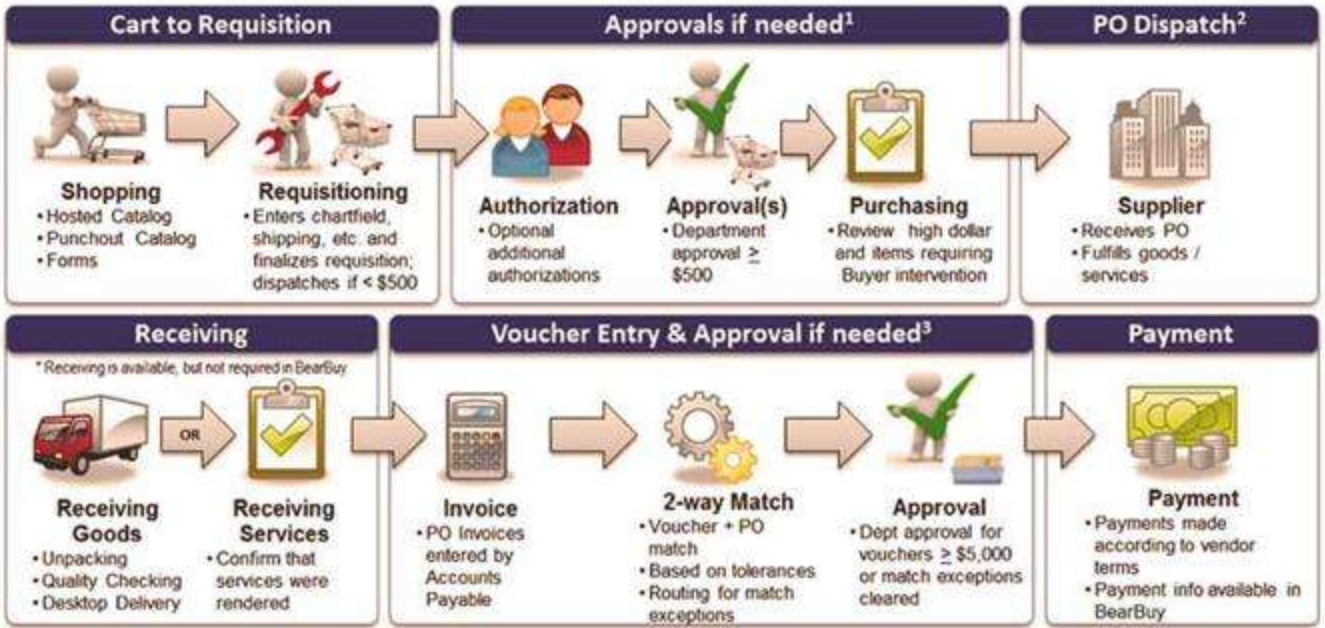 Cart to Requisition
Shopping
• Hosted Catalog
• Punchout Catalog
• Forms
Requisitioning
• Enters chartfield,
shipping, etc. and
finalizes requisition;
dispatches if < $500
Approvals if needed¹
Authorization
• Optional
additional
authorizations
Approval(s)
• Department
approval ≥
$500
Purchasing
• Review high dollar
and items requiring
Buyer intervention
PO Dispatch²
Supplier
• Receives PO
• Fulfills goods /
services
Receiving
* Receiving is available, but not required in BearBuy
OR
Receiving
Goods
• Unpacking
• Quality Checking
• Desktop Delivery
Receiving
Services
• Confirm that
services were
rendered
Voucher Entry & Approval if needed³
Invoice
• PO Invoices
entered by
Accounts
Payable
2-way Match
• Voucher + PO
match
• Based on tolerances
• Routing for match
exceptions
Approval
• Dept approval for
vouchers ≥ $5,000
or match exceptions
cleared
Payment
Payment
• Payments made
according to vendor
terms
• Payment info available in
BearBuy